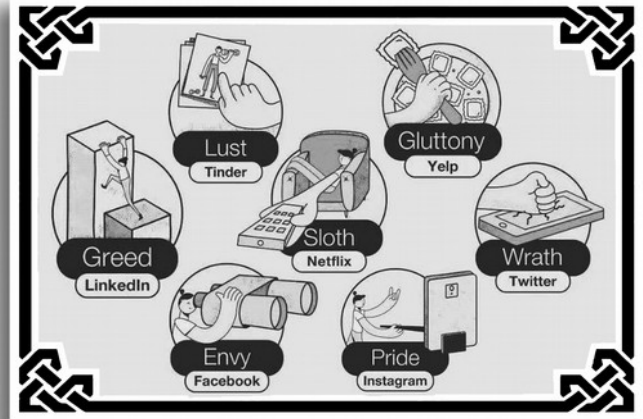 Lust
Tinder
Gluttony
Yelp
Greed
LinkedIn
Sloth
Netflix
Wrath
Twitter
Envy
Facebook
Pride
Instagram